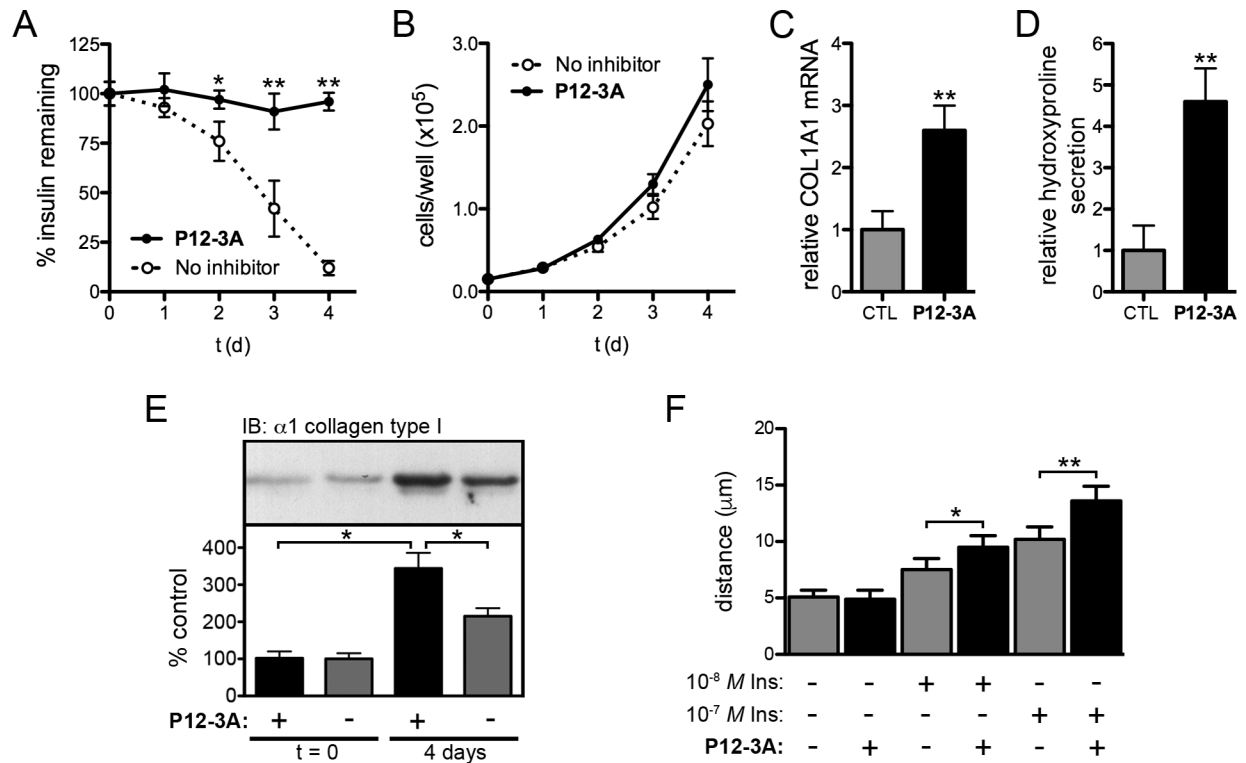 A
% insulin remaining
125
100
75
50
25
0
* ** **
P12-3A
No inhibitor
0 1 2 3 4
t (d)
B
cells/well (x10⁵)
3.0
2.0
1.0
0.0
No inhibitor
P12-3A
0 1 2 3 4
t (d)
C
relative COL1A1 mRNA
4
3
2
1
0
**
CTL P12-3A
D
relative hydroxyproline
secretion
6
5
4
3
2
1
0
**
CTL P12-3A
E
IB: α1 collagen type I
% control
400
300
200
100
0
* *
P12-3A: + - + -
t = 0 4 days
F
distance (μm)
20
15
10
5
0
* **
10⁻⁸ M Ins: - - + + - -
10⁻⁷ M Ins: - - - - + +
P12-3A: - + - + - +